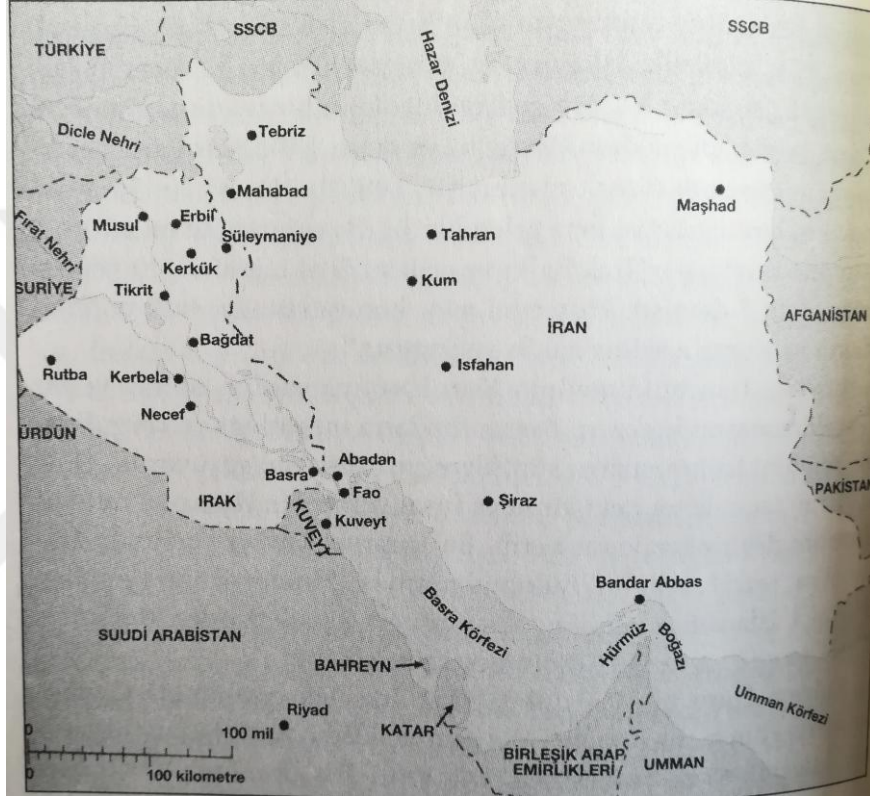 SSCB
SSCB
TÜRKİYE
Hazar Denizi
Dicle Nehri
Tebriz
Mahabad
Maşhad
Musul
Erbil
Fırat Nehri
Süleymaniye
Tahran
Kerkük
SURİYE
Tikrit
Kum
AFGANİSTAN
İRAN
Bağdat
Rutba
Kerbela
Isfahan
Necef
ÜRDÜN
Abadan
Basra
PAKİSTAN
IRAK
Fao
Şiraz
KUVEYT
Kuveyt
Bandar Abbas
Basra Körfezi
Hürmüz Boğazı
SUUDİ ARABİSTAN
BAHREYN
Umman Körfezi
Riyad
KATAR
0 100 mil
BİRLEŞİK ARAP
EMİRLİKLERİ
UMMAN
0 100 kilometre